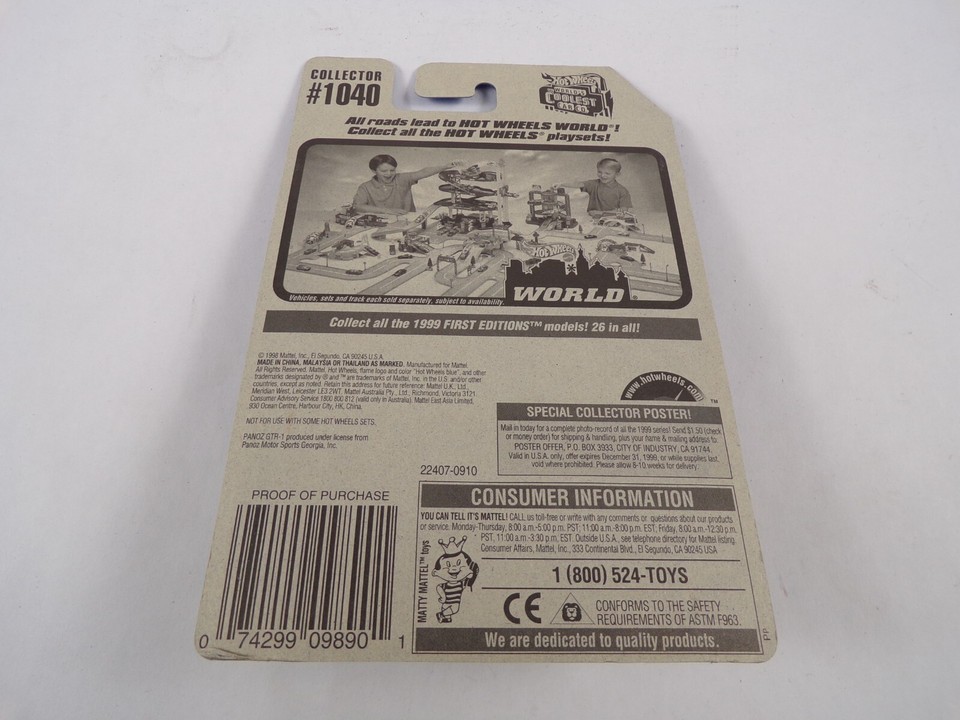 COLLECTOR
#1040
HOT WHEELS
WORLD'S
COOLEST
CAR CO.
All roads lead to HOT WHEELS WORLD®!
Collect all the HOT WHEELS® playsets!
Hot Wheels
WORLD
Vehicles, sets and track each sold separately, subject to availability.
Collect all the 1999 FIRST EDITIONS™ models! 26 in all!
© 1998 Mattel, Inc., El Segundo, CA 90245 U.S.A.
MADE IN CHINA, MALAYSIA OR THAILAND AS MARKED. Manufactured for Mattel.
All Rights Reserved. Mattel, Hot Wheels, flame logo and color "Hot Wheels blue", and other
trademarks designated by ® and ™ are trademarks of Mattel, Inc. in the U.S. and/or other
countries, except as noted. Retain this address for future reference: Mattel U.K., Ltd.,
Meridian West, Leicester LE3 2WT. Mattel Australia Pty., Ltd., Richmond, Victoria 3121.
Consumer Advisory Service 1800 800 812 (valid only in Australia). Mattel East Asia Limited,
930 Ocean Centre, Harbour City, HK, China.
NOT FOR USE WITH SOME HOT WHEELS SETS.
PANOZ GTR-1 produced under license from
Panoz Motor Sports Georgia, Inc.
22407-0910
www.hotwheels.com
™
SPECIAL COLLECTOR POSTER!
Mail in today for a complete photo-record of all the 1999 series! Send $1.50 (check
or money order) for shipping & handling, plus your name & mailing address to:
POSTER OFFER, P.O. BOX 3933, CITY OF INDUSTRY, CA 91744.
Valid in U.S.A. only, offer expires December 31, 1999, or while supplies last,
void where prohibited. Please allow 8-10 weeks for delivery.
PROOF OF PURCHASE
0 74299 09890 1
CONSUMER INFORMATION
YOU CAN TELL IT'S MATTEL! CALL us toll-free or write with any comments or questions about our products
or service. Monday-Thursday, 8:00 a.m.-5:00 p.m. PST; 11:00 a.m.-8:00 p.m. EST; Friday, 8:00 a.m.-12:30 p.m.
PST, 11:00 a.m.-3:30 p.m. EST. Outside U.S.A., see telephone directory for Mattel listing.
Consumer Affairs, Mattel, Inc., 333 Continental Blvd., El Segundo, CA 90245 USA
MATTY MATTEL™ toys
1 (800) 524-TOYS
CE
CONFORMS TO THE SAFETY
REQUIREMENTS OF ASTM F963.
We are dedicated to quality products.
P.P.